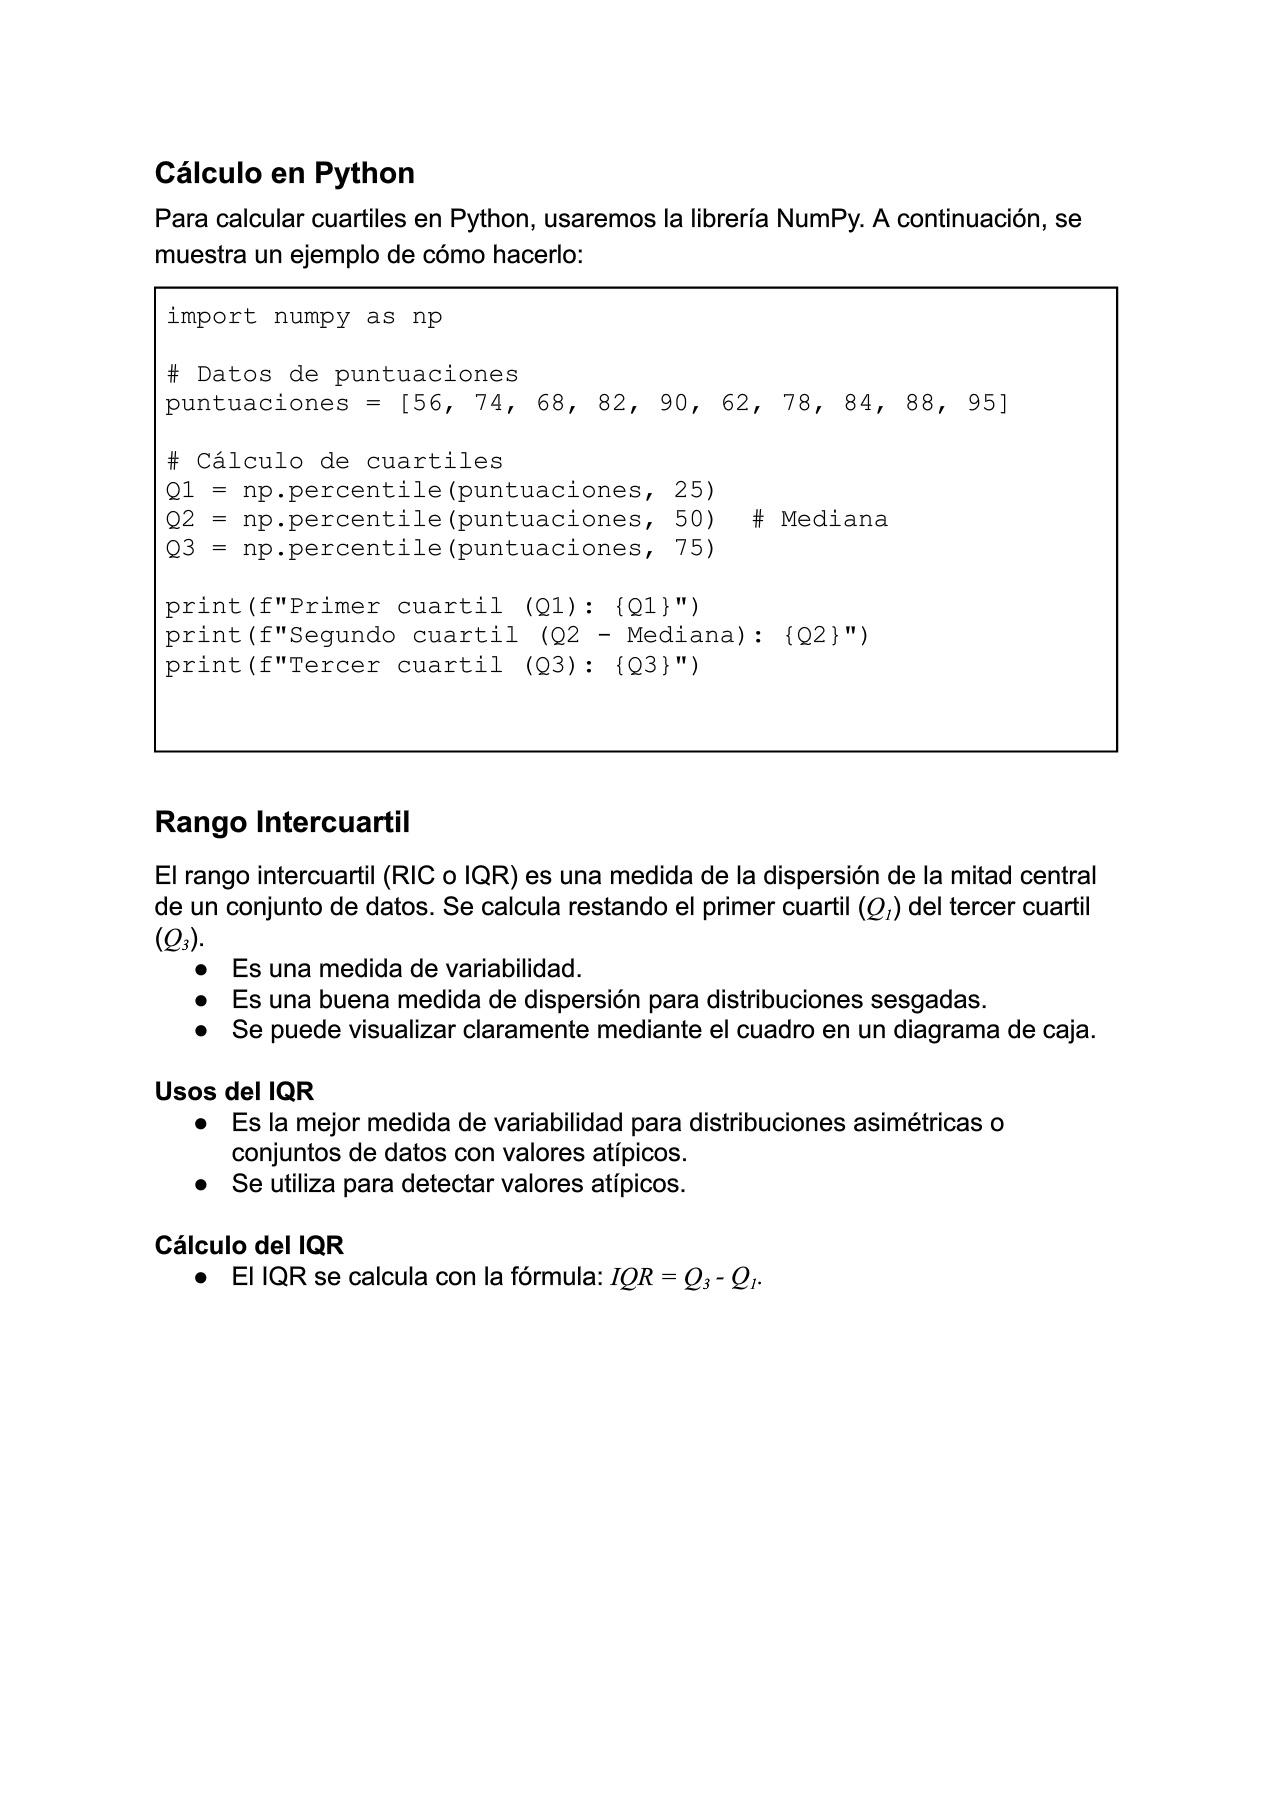 Cálculo en Python
Para calcular cuartiles en Python, usaremos la librería NumPy. A continuación, se
muestra un ejemplo de cómo hacerlo:
import numpy as np
# Datos de puntuaciones
puntuaciones = [56, 74, 68, 82, 90, 62, 78, 84, 88, 95]
# Cálculo de cuartiles
Q1 = np.percentile(puntuaciones, 25)
Q2 = np.percentile(puntuaciones, 50)  # Mediana
Q3 = np.percentile(puntuaciones, 75)
print(f"Primer cuartil (Q1): {Q1}")
print(f"Segundo cuartil (Q2 - Mediana): {Q2}")
print(f"Tercer cuartil (Q3): {Q3}")
Rango Intercuartil
El rango intercuartil (RIC o IQR) es una medida de la dispersión de la mitad central
de un conjunto de datos. Se calcula restando el primer cuartil (Q₁) del tercer cuartil
(Q₃).
● Es una medida de variabilidad.
● Es una buena medida de dispersión para distribuciones sesgadas.
● Se puede visualizar claramente mediante el cuadro en un diagrama de caja.
Usos del IQR
● Es la mejor medida de variabilidad para distribuciones asimétricas o
conjuntos de datos con valores atípicos.
● Se utiliza para detectar valores atípicos.
Cálculo del IQR
● El IQR se calcula con la fórmula: IQR = Q₃ - Q₁.